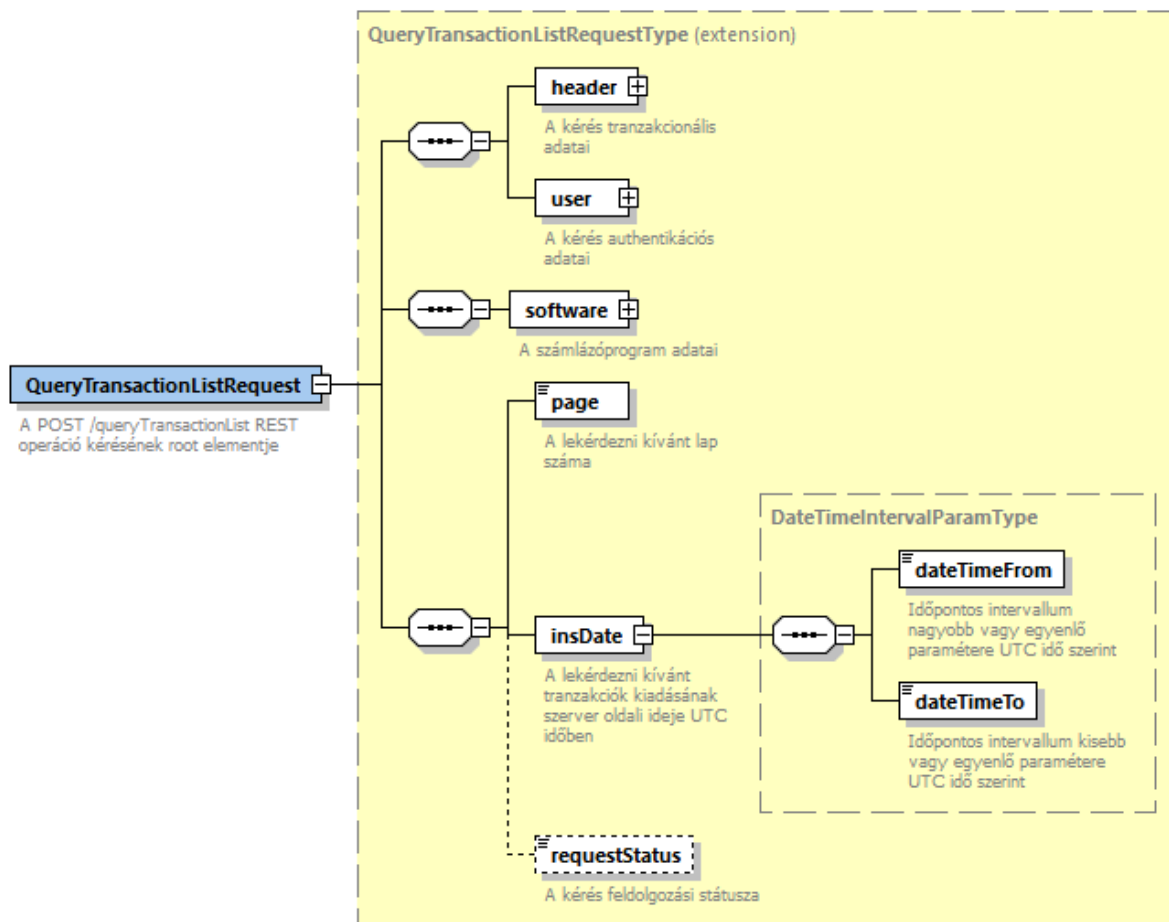 QueryTransactionListRequestType (extension)
header
A kérés tranzakcionális
adatai
user
A kérés authentikációs
adatai
software
A számlázóprogram adatai
QueryTransactionListRequest
A POST /queryTransactionList REST
operáció kérésének root elementje
page
A lekérdezni kívánt lap
száma
DateTimeIntervalParamType
dateTimeFrom
Időpontos intervallum
nagyobb vagy egyenlő
paramétere UTC idő szerint
insDate
A lekérdezni kívánt
tranzakciók kiadásának
szerver oldali ideje UTC
időben
dateTimeTo
Időpontos intervallum kisebb
vagy egyenlő paramétere
UTC idő szerint
requestStatus
A kérés feldolgozási státusza